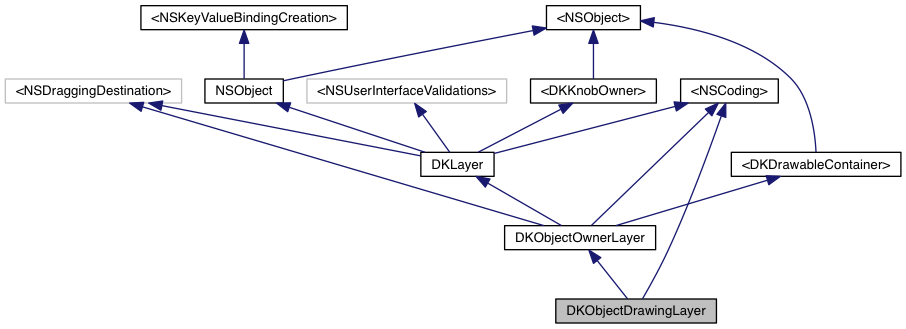 <NSKeyValueBindingCreation>
<NSObject>
<NSDraggingDestination>
NSObject
<NSUserInterfaceValidations>
<DKKnobOwner>
<NSCoding>
DKLayer
<DKDrawableContainer>
DKObjectOwnerLayer
DKObjectDrawingLayer